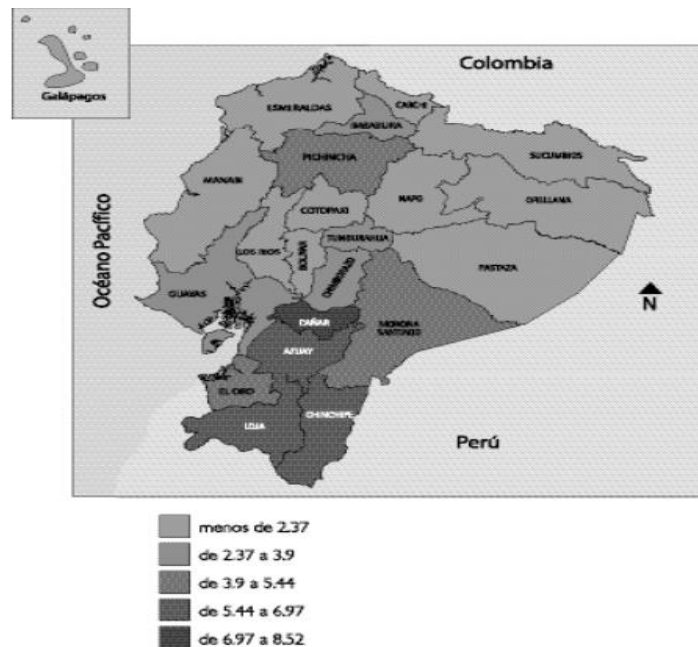 Galápagos
Colombia
Océano Pacífico
ESMERALDAS
CARCHI
IMBABURA
PICHINCHA
SUCUMBIOS
MANABI
NAPO
ORELLANA
COTOPAXI
LOS RIOS
BOLIVAR
TUNGURAHUA
CHIMBORAZO
PASTAZA
GUAYAS
N
CAÑAR
MORONA
SANTIAGO
AZUAY
EL ORO
CHINCHIPE
LOJA
Perú
menos de 2.37
de 2.37 a 3.9
de 3.9 a 5.44
de 5.44 a 6.97
de 6.97 a 8.52